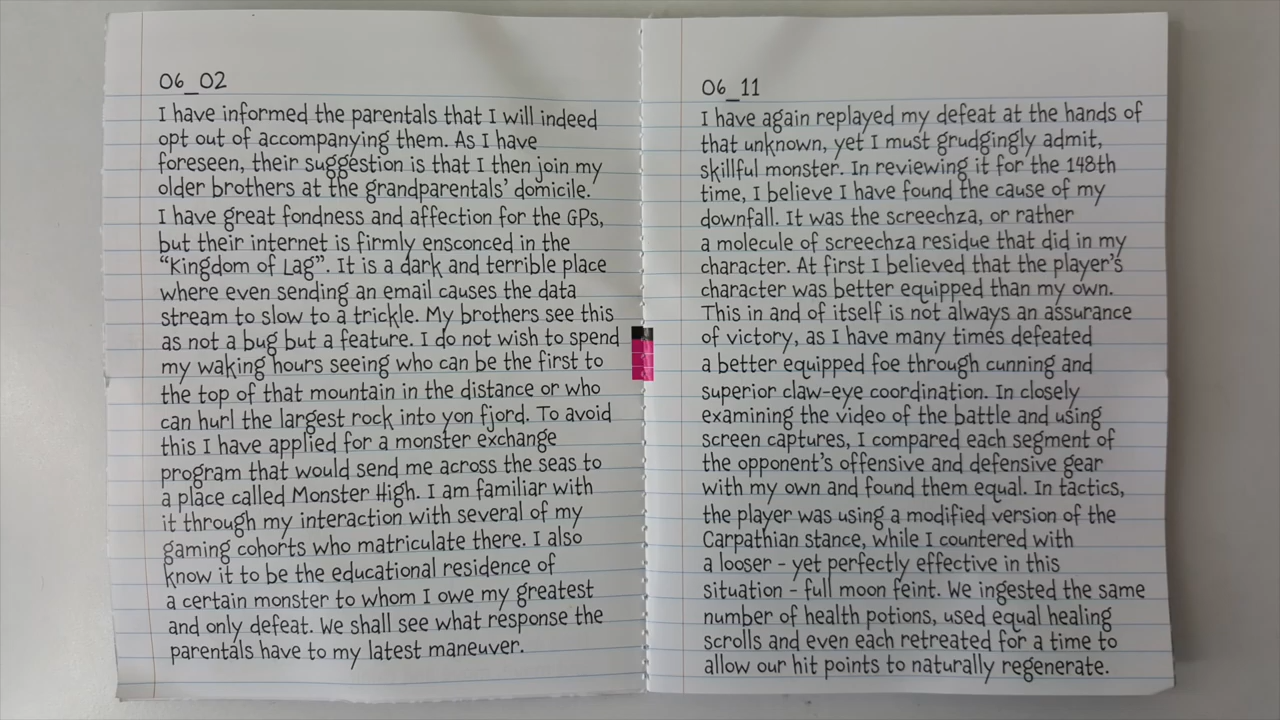 06_02
I have informed the parentals that I will indeed
opt out of accompanying them. As I have
foreseen, their suggestion is that I then join my
older brothers at the grandparentals' domicile.
I have great fondness and affection for the GPs,
but their internet is firmly ensconced in the
“Kingdom of Lag”. It is a dark and terrible place
where even sending an email causes the data
stream to slow to a trickle. My brothers see this
as not a bug but a feature. I do not wish to spend
my waking hours seeing who can be the first to
the top of that mountain in the distance or who
can hurl the largest rock into yon fjord. To avoid
this I have applied for a monster exchange
program that would send me across the seas to
a place called Monster High. I am familiar with
it through my interaction with several of my
gaming cohorts who matriculate there. I also
know it to be the educational residence of
a certain monster to whom I owe my greatest
and only defeat. We shall see what response the
parentals have to my latest maneuver.
06_11
I have again replayed my defeat at the hands of
that unknown, yet I must grudgingly admit,
skillful monster. In reviewing it for the 148th
time, I believe I have found the cause of my
downfall. It was the screechza, or rather
a molecule of screechza residue that did in my
character. At first I believed that the player's
character was better equipped than my own.
This in and of itself is not always an assurance
of victory, as I have many times defeated
a better equipped foe through cunning and
superior claw-eye coordination. In closely
examining the video of the battle and using
screen captures, I compared each segment of
the opponent's offensive and defensive gear
with my own and found them equal. In tactics,
the player was using a modified version of the
Carpathian stance, while I countered with
a looser - yet perfectly effective in this
situation - full moon feint. We ingested the same
number of health potions, used equal healing
scrolls and even each retreated for a time to
allow our hit points to naturally regenerate.